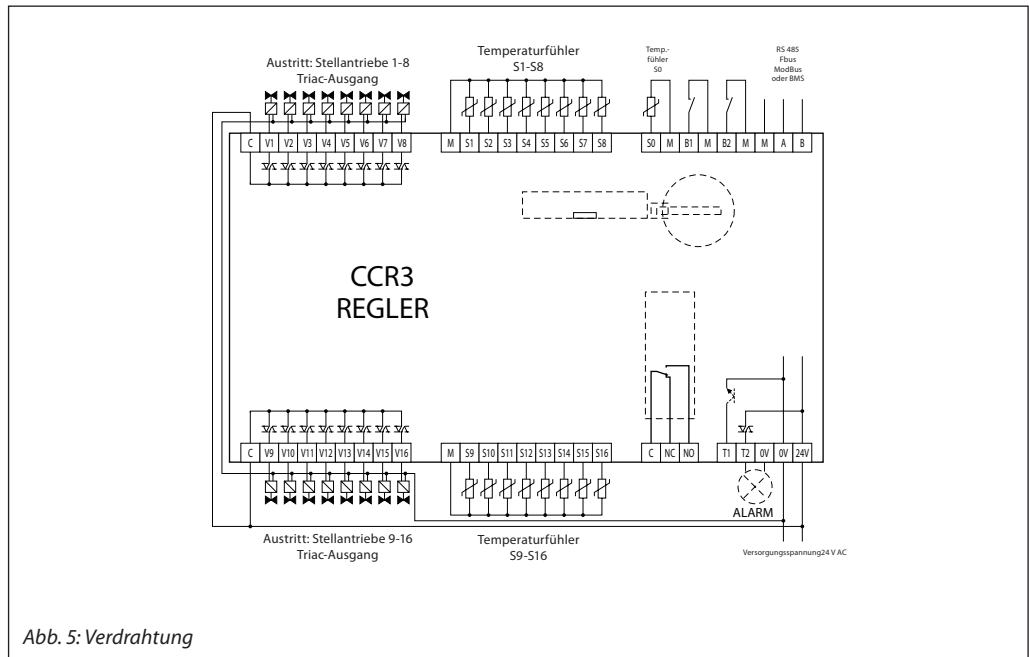 Austritt: Stellantriebe 1-8
Triac-Ausgang
Temperaturfühler
S1-S8
Temp.-
fühler
S0
RS 485
Fbus
ModBus
oder BMS
C V1 V2 V3 V4 V5 V6 V7 V8
M S1 S2 S3 S4 S5 S6 S7 S8
S0 M B1 M B2 M M A B
CCR3
REGLER
C V9 V10 V11 V12 V13 V14 V15 V16
M S9 S10 S11 S12 S13 S14 S15 S16
C NC NO
T1 T2 0V 0V 24V
ALARM
Austritt: Stellantriebe 9-16
Triac-Ausgang
Temperaturfühler
S9-S16
Versorgungsspannung24 V AC
Abb. 5: Verdrahtung